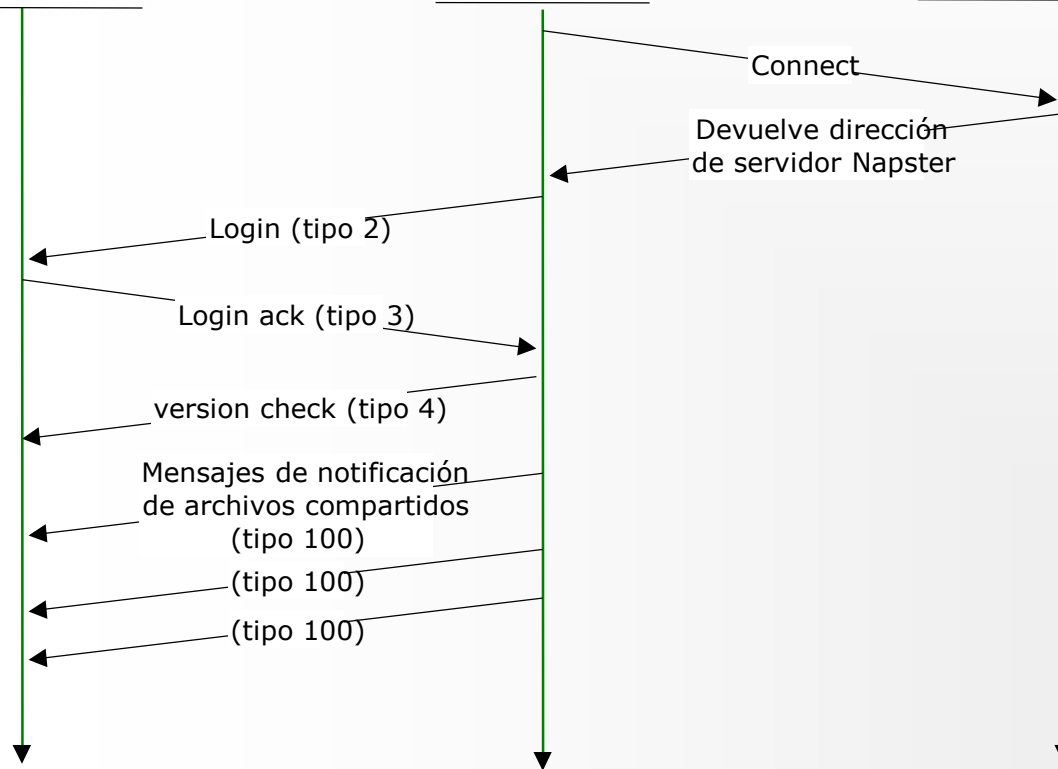 Connect
Devuelve dirección
de servidor Napster
Login (tipo 2)
Login ack (tipo 3)
version check (tipo 4)
Mensajes de notificación
de archivos compartidos
(tipo 100)
(tipo 100)
(tipo 100)